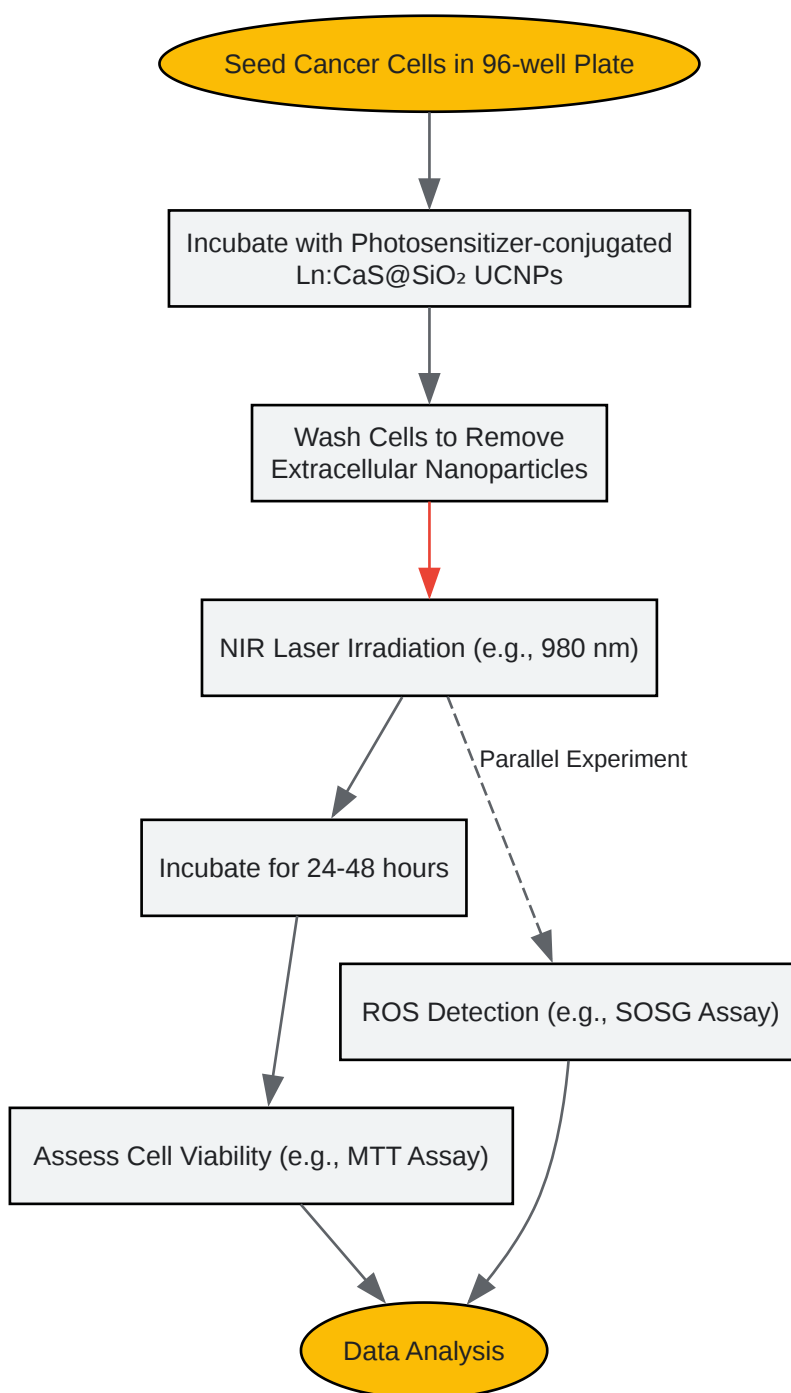 Seed Cancer Cells in 96-well Plate
Incubate with Photosensitizer-conjugated
Ln:CaS@SiO₂ UCNPs
Wash Cells to Remove
Extracellular Nanoparticles
NIR Laser Irradiation (e.g., 980 nm)
Parallel Experiment
Incubate for 24-48 hours
ROS Detection (e.g., SOSG Assay)
Assess Cell Viability (e.g., MTT Assay)
Data Analysis